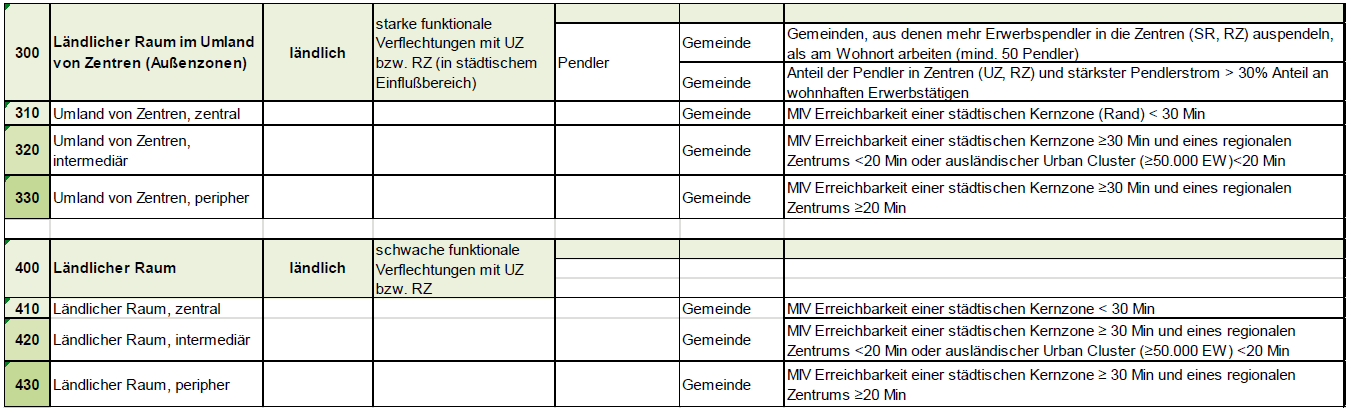 300
Ländlicher Raum im Umland
von Zentren (Außenzonen)
ländlich
starke funktionale
Verflechtungen mit UZ
bzw. RZ (in städtischem
Einflußbereich)
Pendler
Gemeinde
Gemeinden, aus denen mehr Erwerbspendler in die Zentren (SR, RZ) auspendeln,
als am Wohnort arbeiten (mind. 50 Pendler)
Gemeinde
Anteil der Pendler in Zentren (UZ, RZ) und stärkster Pendlerstrom > 30% Anteil an
wohnhaften Erwerbstätigen
310
Umland von Zentren, zentral
Gemeinde
MIV Erreichbarkeit einer städtischen Kernzone (Rand) < 30 Min
320
Umland von Zentren,
intermediär
Gemeinde
MIV Erreichbarkeit einer städtischen Kernzone ≥30 Min und eines regionalen
Zentrums <20 Min oder ausländischer Urban Cluster (≥50.000 EW)<20 Min
330
Umland von Zentren, peripher
Gemeinde
MIV Erreichbarkeit einer städtischen Kernzone ≥30 Min und eines regionalen
Zentrums ≥20 Min
400
Ländlicher Raum
ländlich
schwache funktionale
Verflechtungen mit UZ
bzw. RZ
410
Ländlicher Raum, zentral
Gemeinde
MIV Erreichbarkeit einer städtischen Kernzone < 30 Min
420
Ländlicher Raum, intermediär
Gemeinde
MIV Erreichbarkeit einer städtischen Kernzone ≥ 30 Min und eines regionalen
Zentrums <20 Min oder ausländischer Urban Cluster (≥50.000 EW) <20 Min
430
Ländlicher Raum, peripher
Gemeinde
MIV Erreichbarkeit einer städtischen Kernzone ≥ 30 Min und eines regionalen
Zentrums ≥20 Min